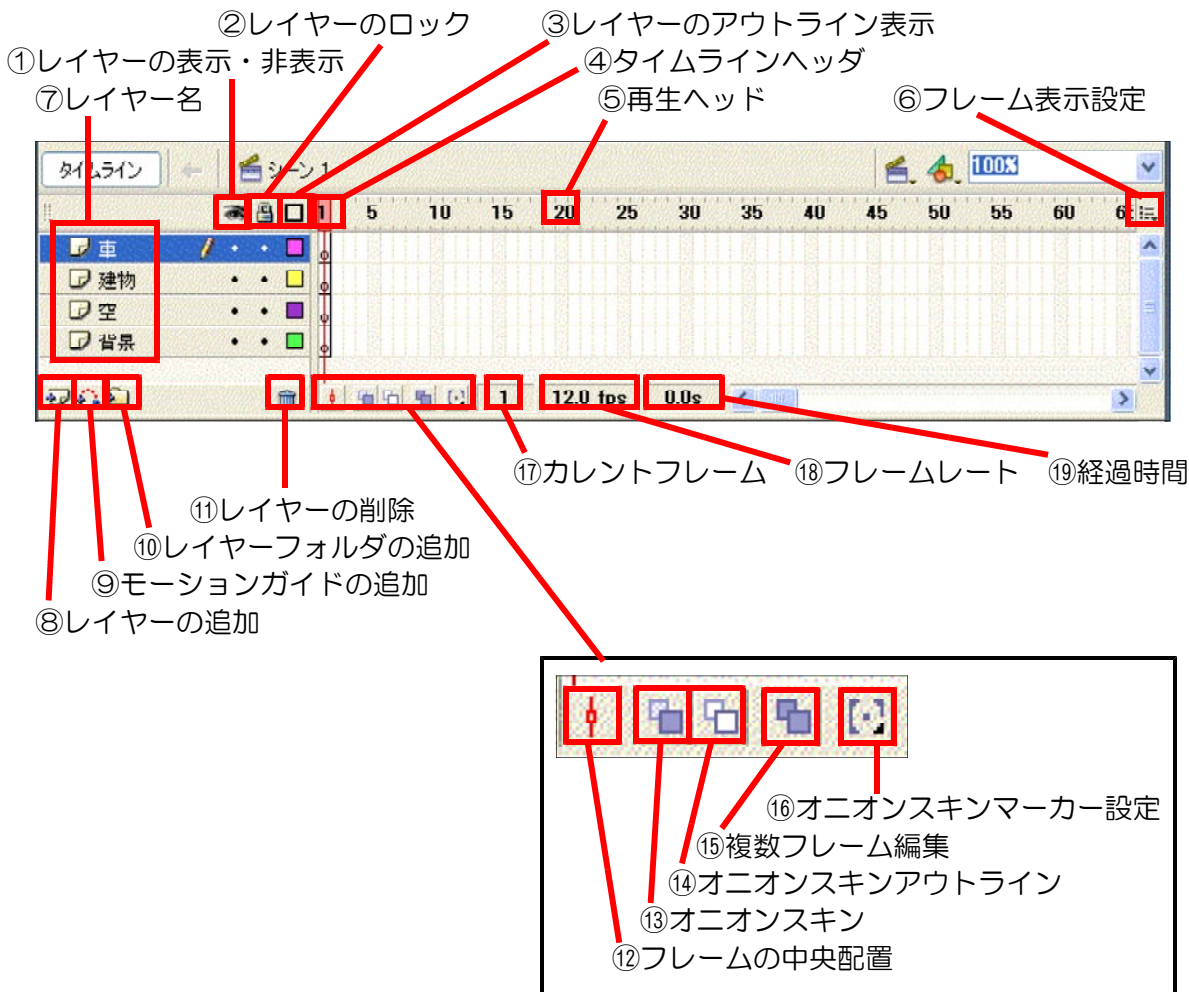 ②レイヤーのロック
③レイヤーのアウトライン表示
①レイヤーの表示・非表示
④タイムラインヘッダ
⑦レイヤー名
⑤再生ヘッド
⑥フレーム表示設定
タイムライン
シーン 1
100%
1 5 10 15 20 25 30 35 40 45 50 55 60
車
建物
空
背景
1
12.0 fps
0.0s
⑰カレントフレーム
⑱フレームレート
⑲経過時間
⑪レイヤーの削除
⑩レイヤーフォルダの追加
⑨モーションガイドの追加
⑧レイヤーの追加
⑯オニオンスキンマーカー設定
⑮複数フレーム編集
⑭オニオンスキンアウトライン
⑬オニオンスキン
⑫フレームの中央配置